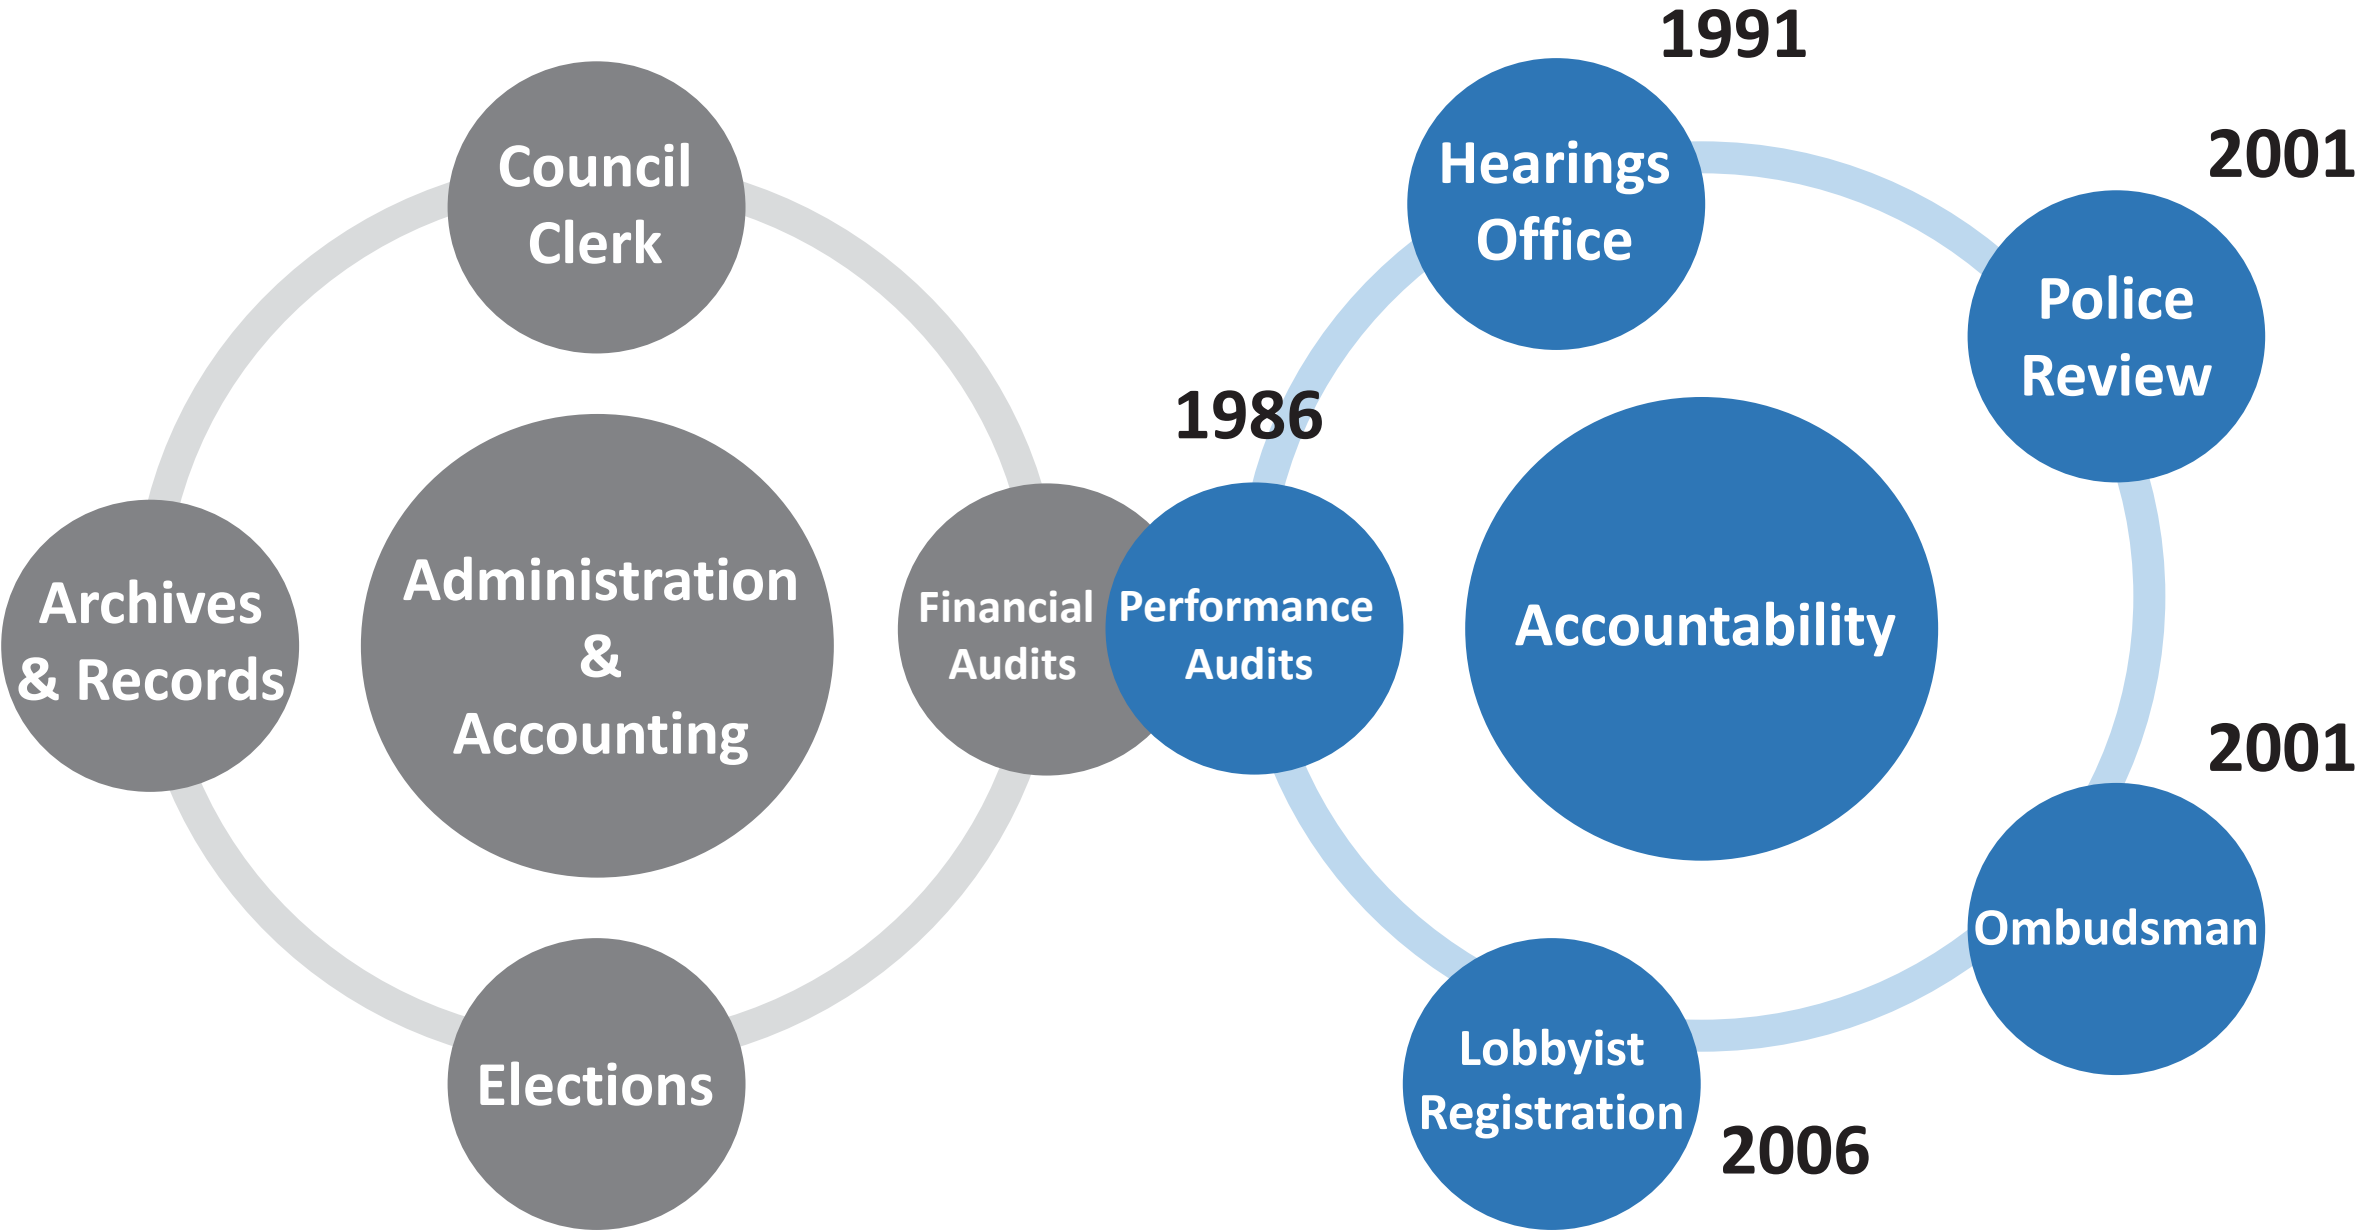 Council
Clerk
Archives
& Records
Administration
&
Accounting
Elections
Financial
Audits
1986
Performance
Audits
1991
Hearings
Office
2001
Police
Review
Accountability
2001
Ombudsman
Lobbyist
Registration
2006